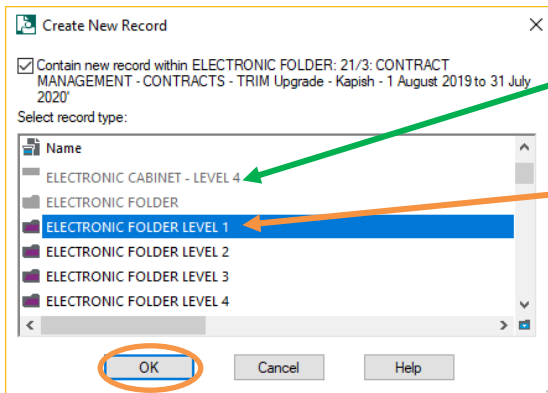 Create New Record
Contain new record within ELECTRONIC FOLDER: 21/3: CONTRACT
MANAGEMENT - CONTRACTS - TRIM Upgrade - Kapish - 1 August 2019 to 31 July
2020'
Select record type:
Name
ELECTRONIC CABINET - LEVEL 4
ELECTRONIC FOLDER
ELECTRONIC FOLDER LEVEL 1
ELECTRONIC FOLDER LEVEL 2
ELECTRONIC FOLDER LEVEL 3
ELECTRONIC FOLDER LEVEL 4
OK Cancel Help